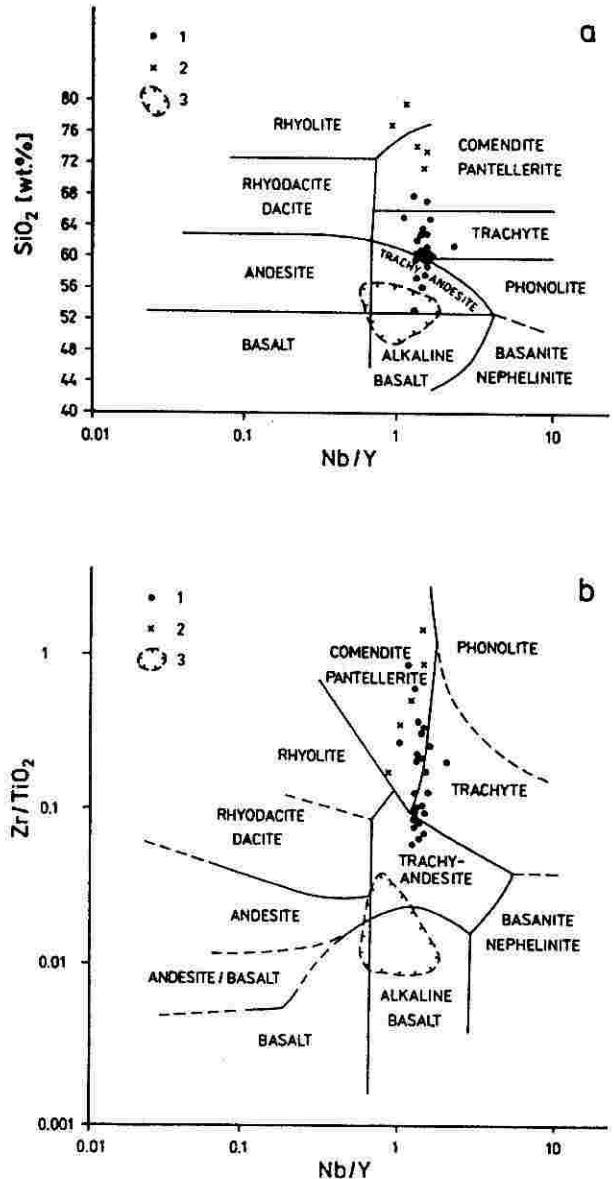 a
1
2
3
80
76
72
68
64
60
56
52
48
44
40
SiO₂ [wt.%]
RHYOLITE
COMENDITE
PANTELLERITE
RHYODACITE
DACITE
TRACHYTE
ANDESITE
TRACHY-ANDESITE
PHONOLITE
BASALT
ALKALINE
BASALT
BASANITE
NEPHELINITE
0.01
0.1
1
10
Nb/Y
b
1
2
3
1
0.1
0.01
0.001
Zr/TiO₂
COMENDITE
PANTELLERITE
PHONOLITE
RHYOLITE
TRACHYTE
RHYODACITE
DACITE
TRACHY-
ANDESITE
ANDESITE
BASANITE
NEPHELINITE
ANDESITE/BASALT
ALKALINE
BASALT
BASALT
0.01
0.1
1
10
Nb/Y